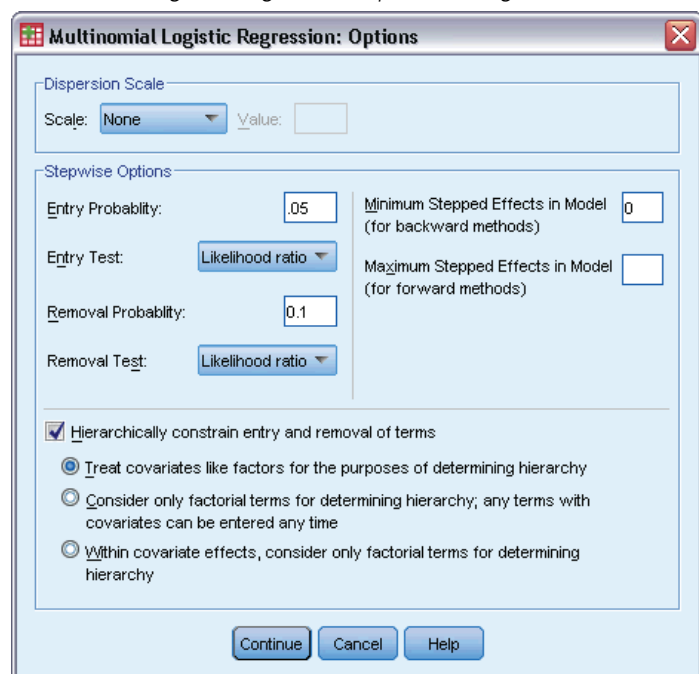 Multinomial Logistic Regression: Options
Dispersion Scale
Scale: None Value:
Stepwise Options
Entry Probablity: .05
Entry Test: Likelihood ratio
Removal Probablity: 0.1
Removal Test: Likelihood ratio
Minimum Stepped Effects in Model 0
(for backward methods)
Maximum Stepped Effects in Model
(for forward methods)
Hierarchically constrain entry and removal of terms
Treat covariates like factors for the purposes of determining hierarchy
Consider only factorial terms for determining hierarchy; any terms with
covariates can be entered any time
Within covariate effects, consider only factorial terms for determining
hierarchy
Continue Cancel Help